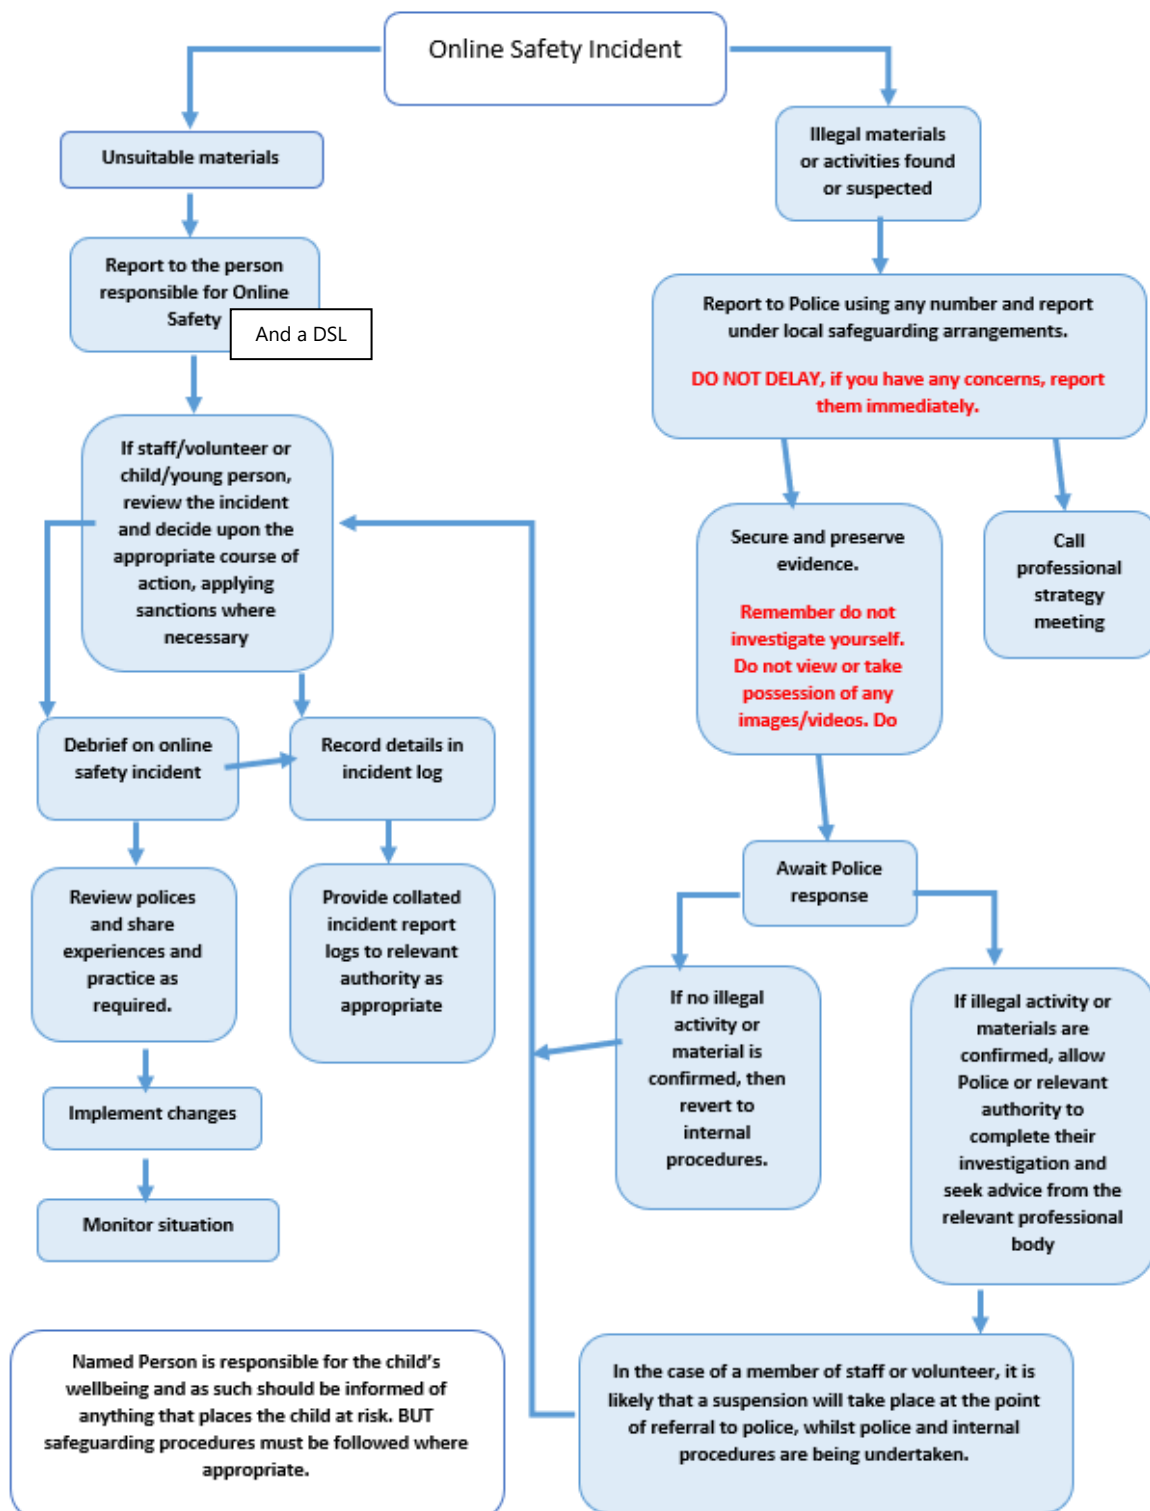 Online Safety Incident
Unsuitable materials
Illegal materials
or activities found
or suspected
Report to the person
responsible for Online
Safety
And a DSL
Report to Police using any number and report
under local safeguarding arrangements.
DO NOT DELAY, if you have any concerns, report
them immediately.
If staff/volunteer or
child/young person,
review the incident
and decide upon the
appropriate course of
action, applying
sanctions where
necessary
Secure and preserve
evidence.
Remember do not
investigate yourself.
Do not view or take
possession of any
images/videos. Do
Call
professional
strategy
meeting
Debrief on online
safety incident
Record details in
incident log
Review polices
and share
experiences and
practice as
required.
Provide collated
incident report
logs to relevant
authority as
appropriate
Await Police
response
If no illegal
activity or
material is
confirmed, then
revert to
internal
procedures.
If illegal activity or
materials are
confirmed, allow
Police or relevant
authority to
complete their
investigation and
seek advice from the
relevant professional
body
Implement changes
Monitor situation
Named Person is responsible for the child's
wellbeing and as such should be informed of
anything that places the child at risk. BUT
safeguarding procedures must be followed where
appropriate.
In the case of a member of staff or volunteer, it is
likely that a suspension will take place at the point
of referral to police, whilst police and internal
procedures are being undertaken.